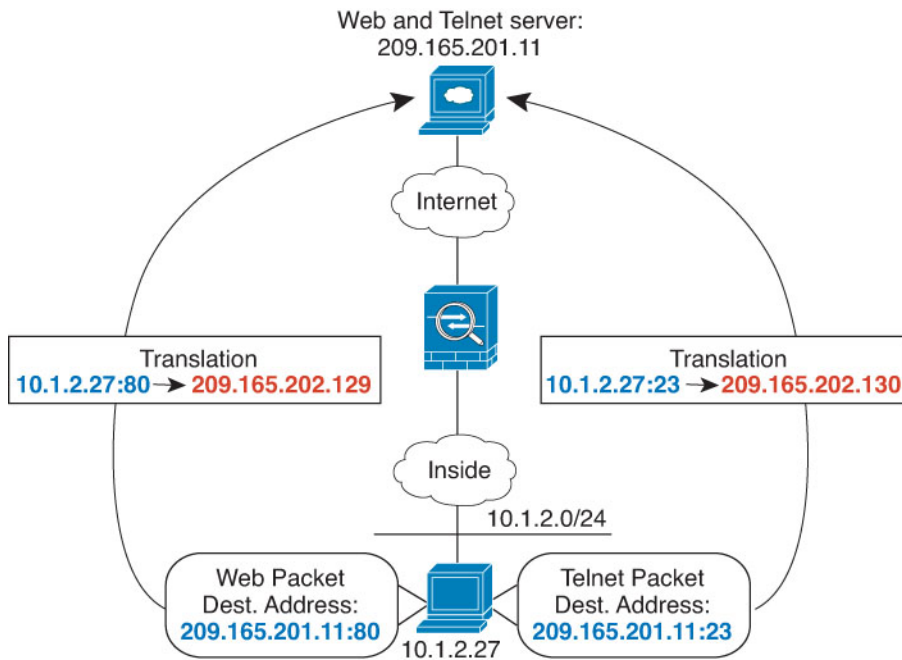 Web and Telnet server:
209.165.201.11
Internet
Translation
10.1.2.27:80 → 209.165.202.129
Translation
10.1.2.27:23 → 209.165.202.130
Inside
10.1.2.0/24
Web Packet
Dest. Address:
209.165.201.11:80
Telnet Packet
Dest. Address:
209.165.201.11:23
10.1.2.27